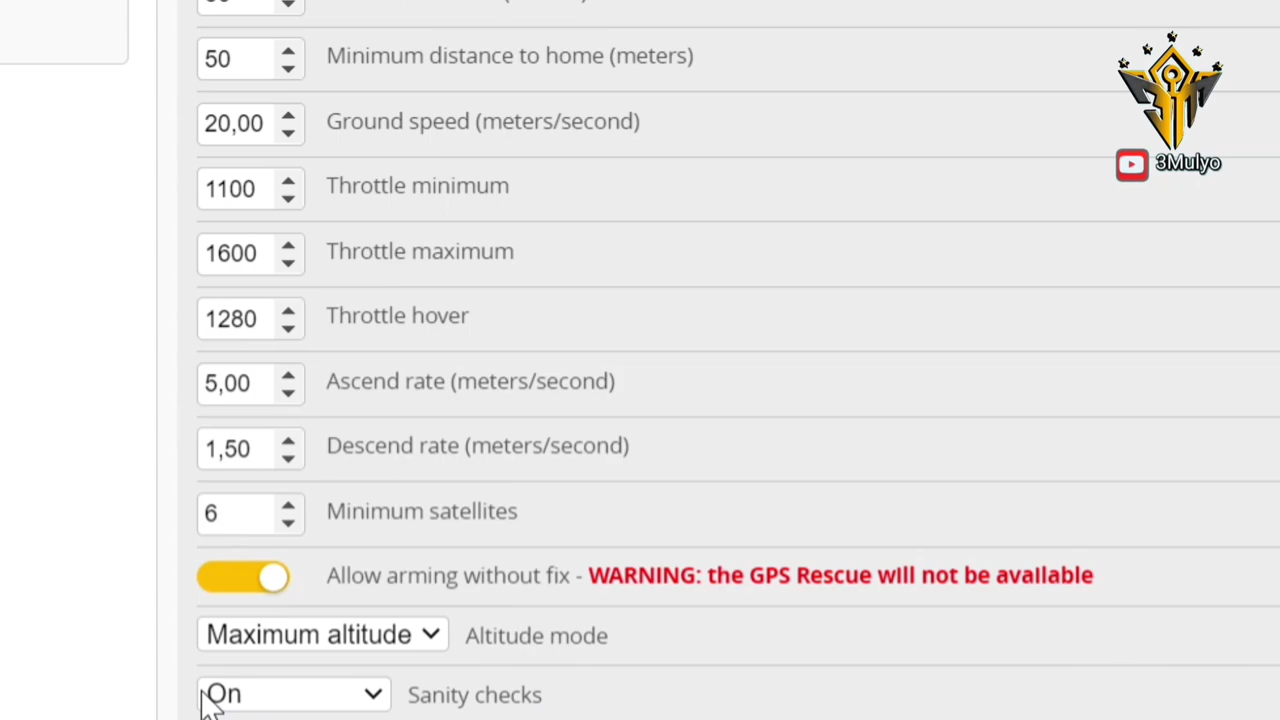 50 Minimum distance to home (meters)
20,00 Ground speed (meters/second)
1100 Throttle minimum
1600 Throttle maximum
1280 Throttle hover
5,00 Ascend rate (meters/second)
1,50 Descend rate (meters/second)
6 Minimum satellites
Allow arming without fix - WARNING: the GPS Rescue will not be available
Maximum altitude Altitude mode
On Sanity checks
3Mulyo